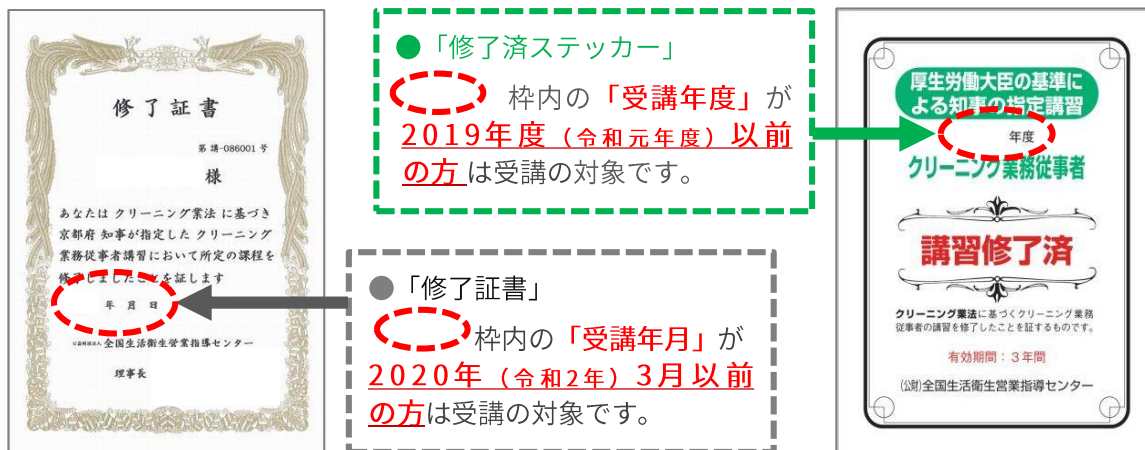 修了証書
第 講-086001 号
様
あなたは クリーニング業法 に基づき
京都府 知事が指定した クリーニング
業務従事者講習において所定の課程を
修了しましたことを証します
年 月 日
公益財団法人 全国生活衛生営業指導センター
理事長
●「修了済ステッカー」
枠内の「受講年度」が
2019年度(令和元年度)以前
の方は受講の対象です。
●「修了証書」
枠内の「受講年月」が
2020年(令和2年)3月以前
の方は受講の対象です。
厚生労働大臣の基準に
よる知事の指定講習
年度
クリーニング業務従事者
講習修了済
クリーニング業法に基づくクリーニング業務
従事者の講習を修了したことを証するものです。
有効期間:3年間
(公財)全国生活衛生営業指導センター